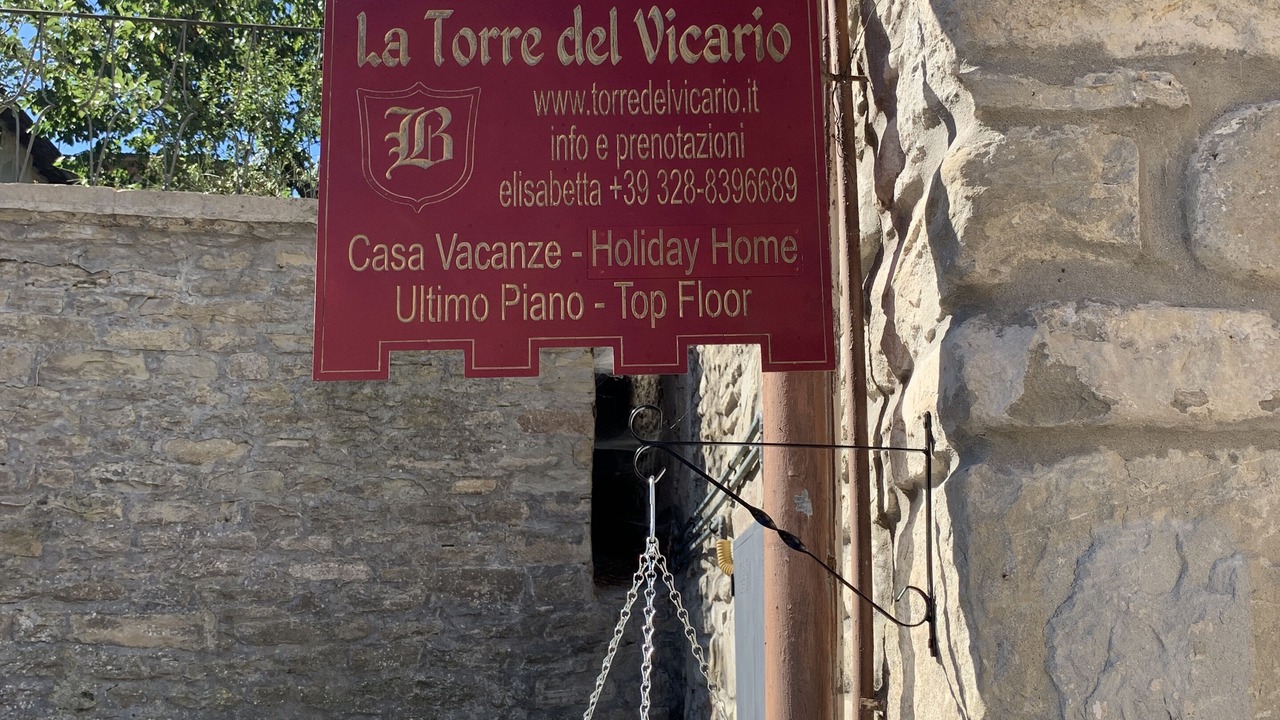 La Torre del Vicario
B
www.torredelvicario.it
info e prenotazioni
elisabetta +39 328-8396689
Casa Vacanze - Holiday Home
Ultimo Piano - Top Floor